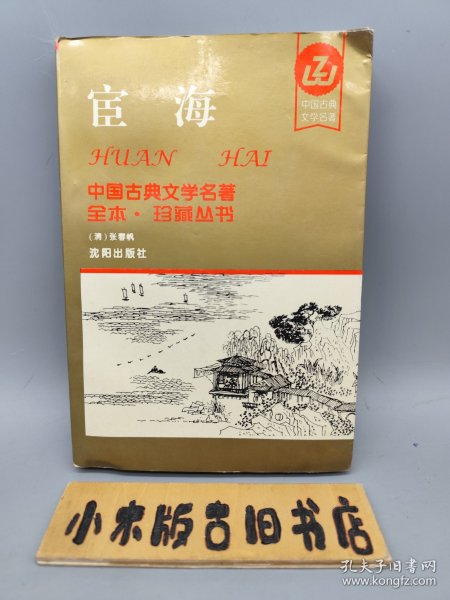 宦 海
HUAN HAI
中国古典文学名著
全本·珍藏丛书
(清)张春帆
沈阳出版社
中国古典
文学名著
小宋版古旧书店
孔夫子旧书网
www.kongfz.com